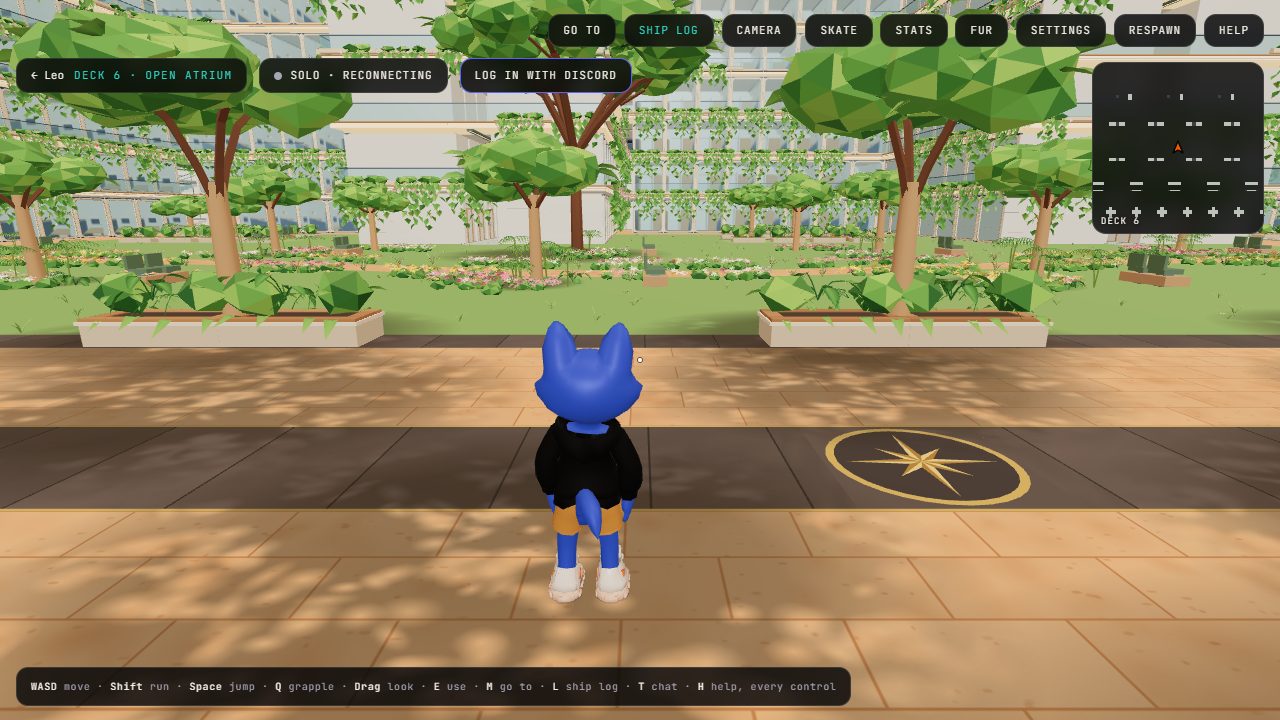 GO TO SHIP LOG CAMERA SKATE STATS FUR SETTINGS RESPAWN HELP
← Leo DECK 6 · OPEN ATRIUM SOLO · RECONNECTING LOG IN WITH DISCORD
DECK 6
WASD move · Shift run · Space jump · Q grapple · Drag look · E use · M go to · L ship log · T chat · H help, every control